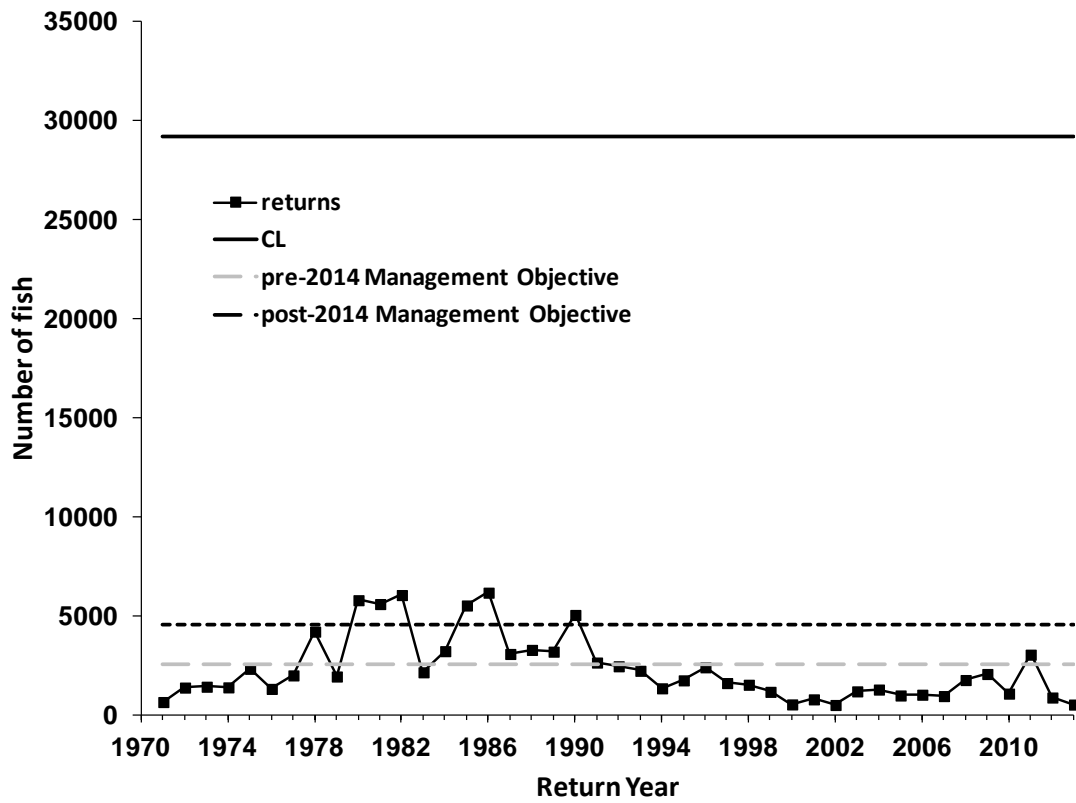 35000
30000
25000
20000
15000
10000
5000
0
Number of fish
returns
CL
pre-2014 Management Objective
post-2014 Management Objective
1970 1974 1978 1982 1986 1990 1994 1998 2002 2006 2010
Return Year